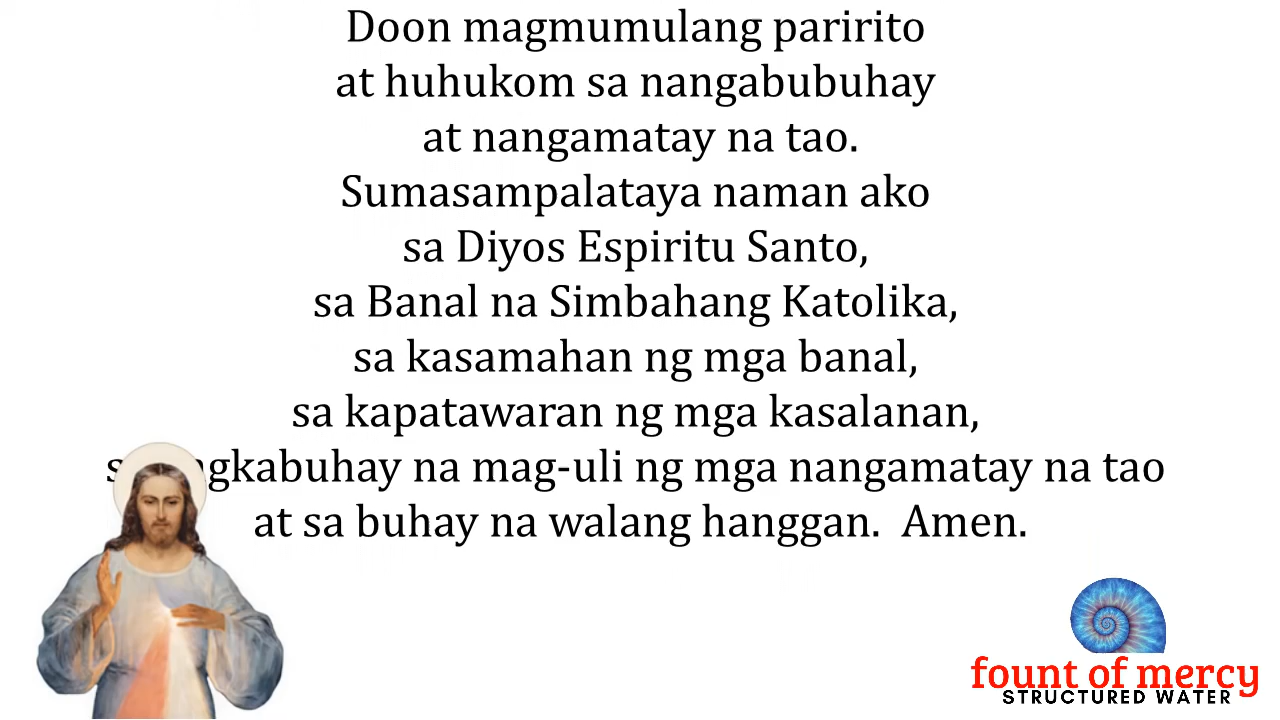 Doon magmumulang paririto
at huhukom sa nangabubuhay
at nangamatay na tao.
Sumasampalataya naman ako
sa Diyos Espiritu Santo,
sa Banal na Simbahang Katolika,
sa kasamahan ng mga banal,
sa kapatawaran ng mga kasalanan,
na mag-uli ng mga nangamatay na tao
at sa buhay na walang hanggan. Amen.
fount of mercy
STRUCTURED WATER